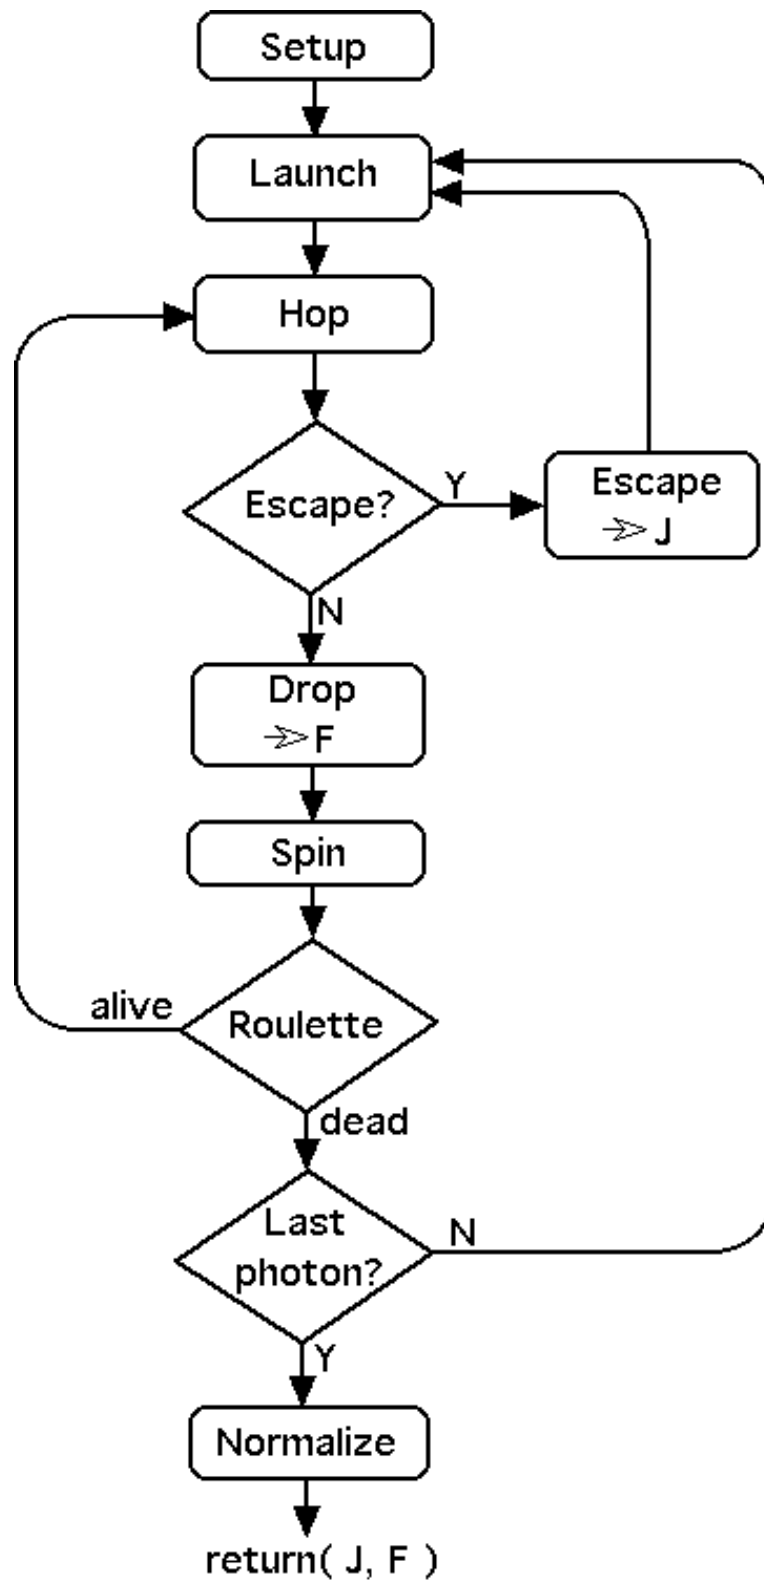 Setup
Launch
Hop
Escape?
Y
Escape
J
N
Drop
F
Spin
alive
Roulette
dead
Last
photon?
N
Y
Normalize
return( J, F )